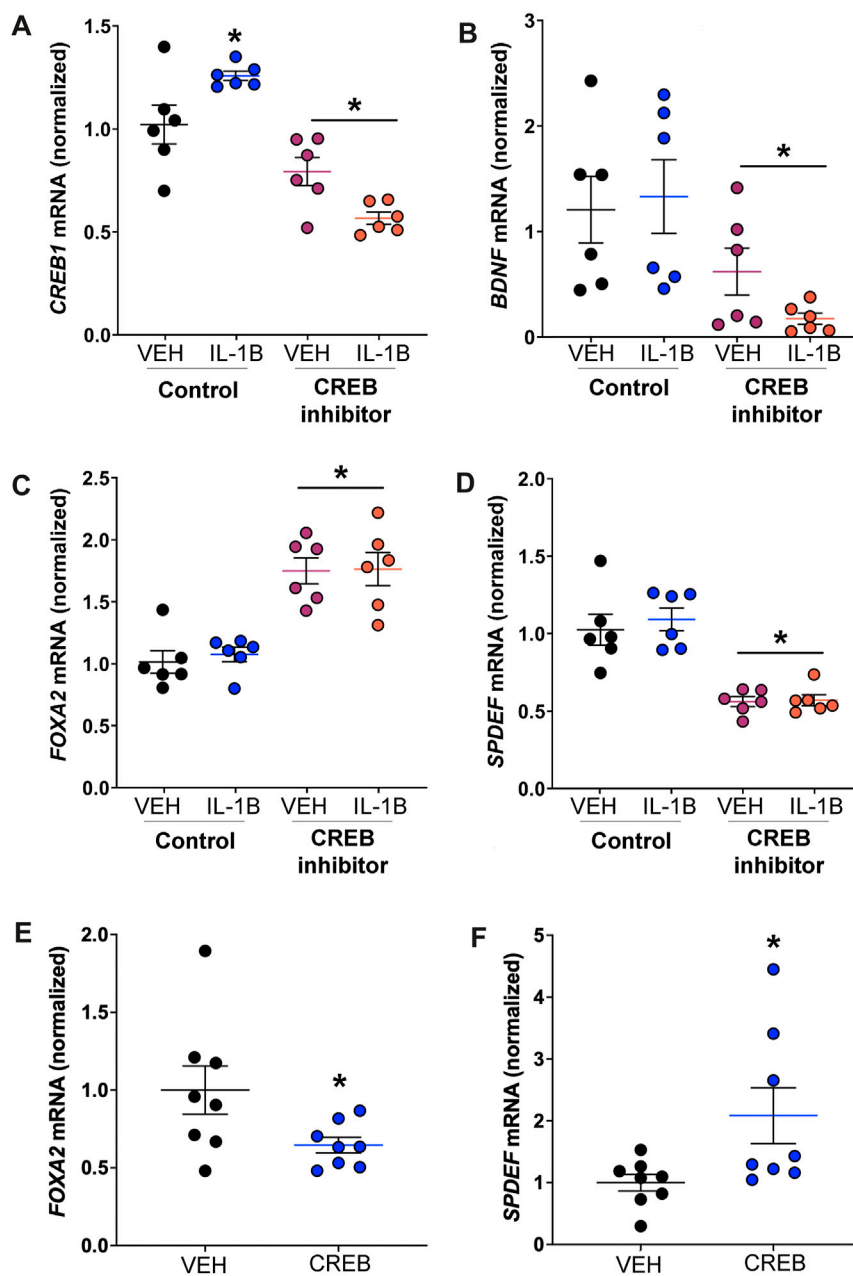 A
CREB1 mRNA (normalized)
1.5
1.0
0.5
0.0
*
*
VEH IL-1B VEH IL-1B
Control CREB
inhibitor
B
BDNF mRNA (normalized)
3
2
1
0
*
VEH IL-1B VEH IL-1B
Control CREB
inhibitor
C
FOXA2 mRNA (normalized)
2.5
2.0
1.5
1.0
0.5
0.0
*
VEH IL-1B VEH IL-1B
Control CREB
inhibitor
D
SPDEF mRNA (normalized)
2.0
1.5
1.0
0.5
0.0
*
VEH IL-1B VEH IL-1B
Control CREB
inhibitor
E
FOXA2 mRNA (normalized)
2.0
1.5
1.0
0.5
0.0
*
VEH CREB
F
SPDEF mRNA (normalized)
5
4
3
2
1
0
*
VEH CREB